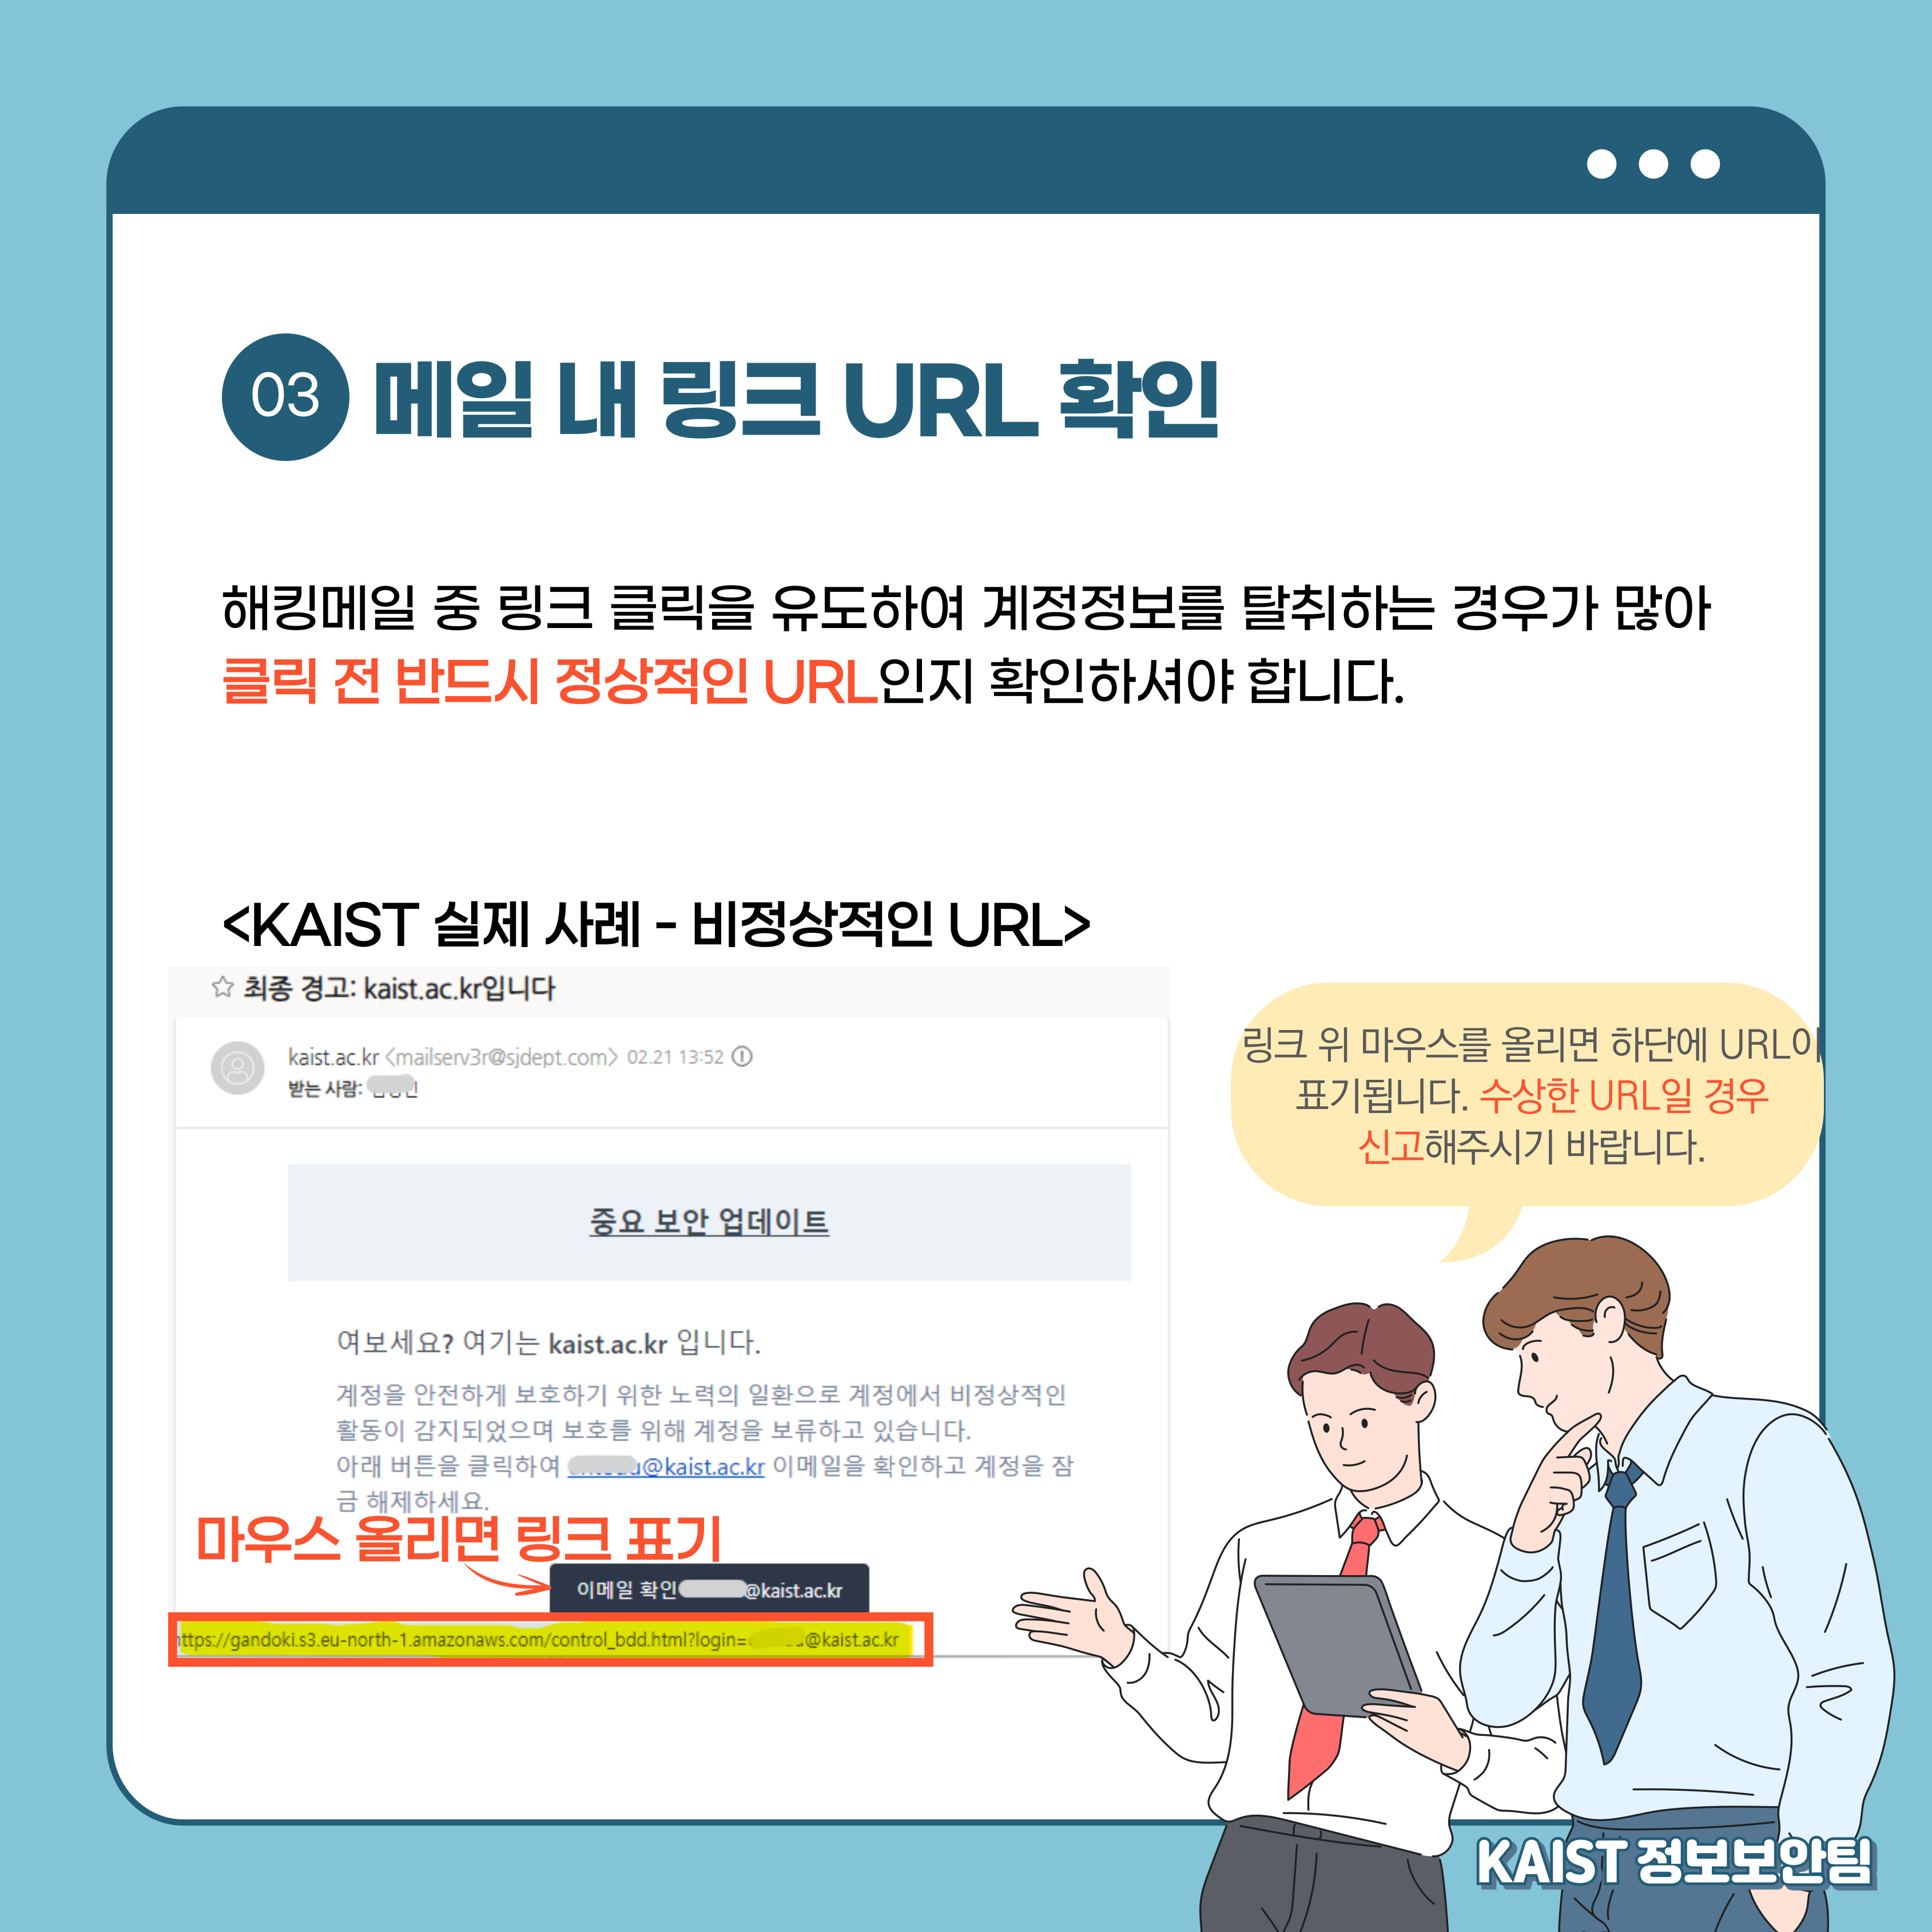 03 메일 내 링크 URL 확인
해킹메일 중 링크 클릭을 유도하여 계정정보를 탈취하는 경우가 많아
클릭 전 반드시 정상적인 URL인지 확인하셔야 합니다.
<KAIST 실제 사례 - 비정상적인 URL>
최종 경고: kaist.ac.kr입니다
kaist.ac.kr <mailserv3r@sjdept.com> 02.21 13:52
받는 사람:
중요 보안 업데이트
여보세요? 여기는 kaist.ac.kr 입니다.
계정을 안전하게 보호하기 위한 노력의 일환으로 계정에서 비정상적인
활동이 감지되었으며 보호를 위해 계정을 보류하고 있습니다.
아래 버튼을 클릭하여 @kaist.ac.kr 이메일을 확인하고 계정을 잠
금 해제하세요.
마우스 올리면 링크 표기
이메일 확인 @kaist.ac.kr
ttps://gandoki.s3.eu-north-1.amazonaws.com/control_bdd.html?login= @kaist.ac.kr
링크 위 마우스를 올리면 하단에 URL이
표기됩니다. 수상한 URL일 경우
신고해주시기 바랍니다.
KAIST 정보보안팀